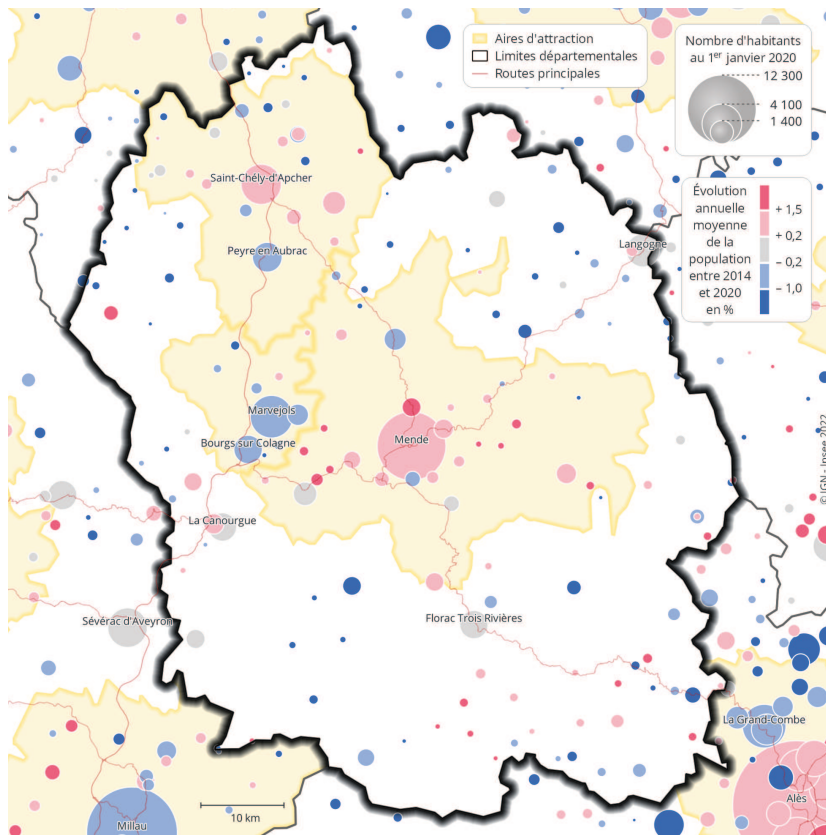 Aires d'attraction
Limites départementales
Routes principales
Nombre d'habitants
au 1er janvier 2020
12 300
4 100
1 400
Évolution
annuelle
moyenne
de la
population
entre 2014
et 2020
en %
+ 1,5
+ 0,2
– 0,2
– 1,0
Saint-Chély-d'Apcher
Langogne
Peyre en Aubrac
Marvejols
Bourgs sur Colagne
Mende
La Canourgue
Sévérac d'Aveyron
Florac Trois Rivières
La Grand-Combe
Alès
Millau
10 km
© IGN - Insee 2022